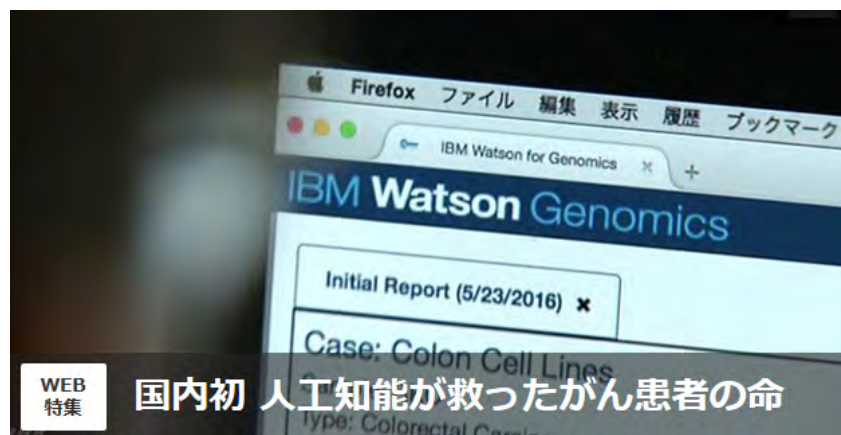 Firefox ファイル 編集 表示 履歴 ブックマーク
IBM Watson for Genomics
IBM Watson Genomics
Initial Report (5/23/2016)
Case: Colon Cell Lines
Type: Colorectal
WEB
特集
国内初 人工知能が救ったがん患者の命